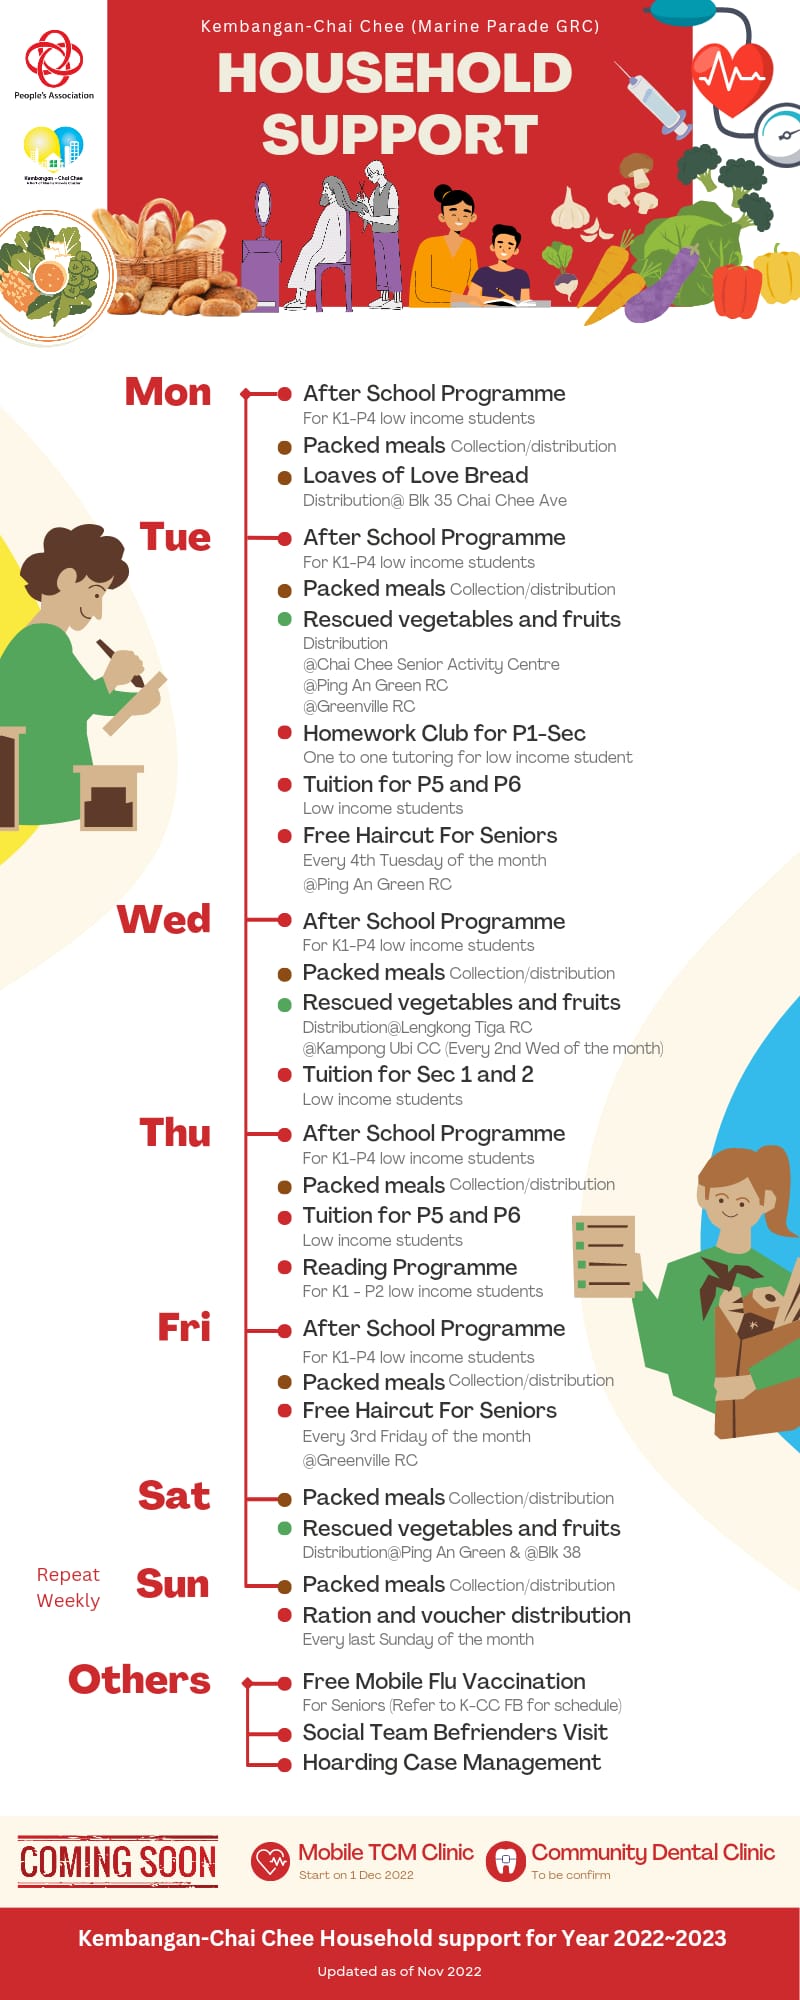 Kembangan-Chai Chee (Marine Parade GRC)
HOUSEHOLD
SUPPORT
People's Association
Kembangan - Chai Chee
Mon
After School Programme
For K1-P4 low income students
Packed meals Collection/distribution
Loaves of Love Bread
Distribution@ Blk 35 Chai Chee Ave
Tue
After School Programme
For K1-P4 low income students
Packed meals Collection/distribution
Rescued vegetables and fruits
Distribution
@Chai Chee Senior Activity Centre
@Ping An Green RC
@Greenville RC
Homework Club for P1-Sec
One to one tutoring for low income student
Tuition for P5 and P6
Low income students
Free Haircut For Seniors
Every 4th Tuesday of the month
@Ping An Green RC
Wed
After School Programme
For K1-P4 low income students
Packed meals Collection/distribution
Rescued vegetables and fruits
Distribution@Lengkong Tiga RC
@Kampong Ubi CC (Every 2nd Wed of the month)
Tuition for Sec 1 and 2
Low income students
Thu
After School Programme
For K1-P4 low income students
Packed meals Collection/distribution
Tuition for P5 and P6
Low income students
Reading Programme
For K1 - P2 low income students
Fri
After School Programme
For K1-P4 low income students
Packed meals Collection/distribution
Free Haircut For Seniors
Every 3rd Friday of the month
@Greenville RC
Sat
Packed meals Collection/distribution
Rescued vegetables and fruits
Distribution@Ping An Green & @Blk 38
Repeat
Weekly
Sun
Packed meals Collection/distribution
Ration and voucher distribution
Every last Sunday of the month
Others
Free Mobile Flu Vaccination
For Seniors (Refer to K-CC FB for schedule)
Social Team Befrienders Visit
Hoarding Case Management
COMING SOON
Mobile TCM Clinic
Start on 1 Dec 2022
Community Dental Clinic
To be confirm
Kembangan-Chai Chee Household support for Year 2022~2023
Updated as of Nov 2022